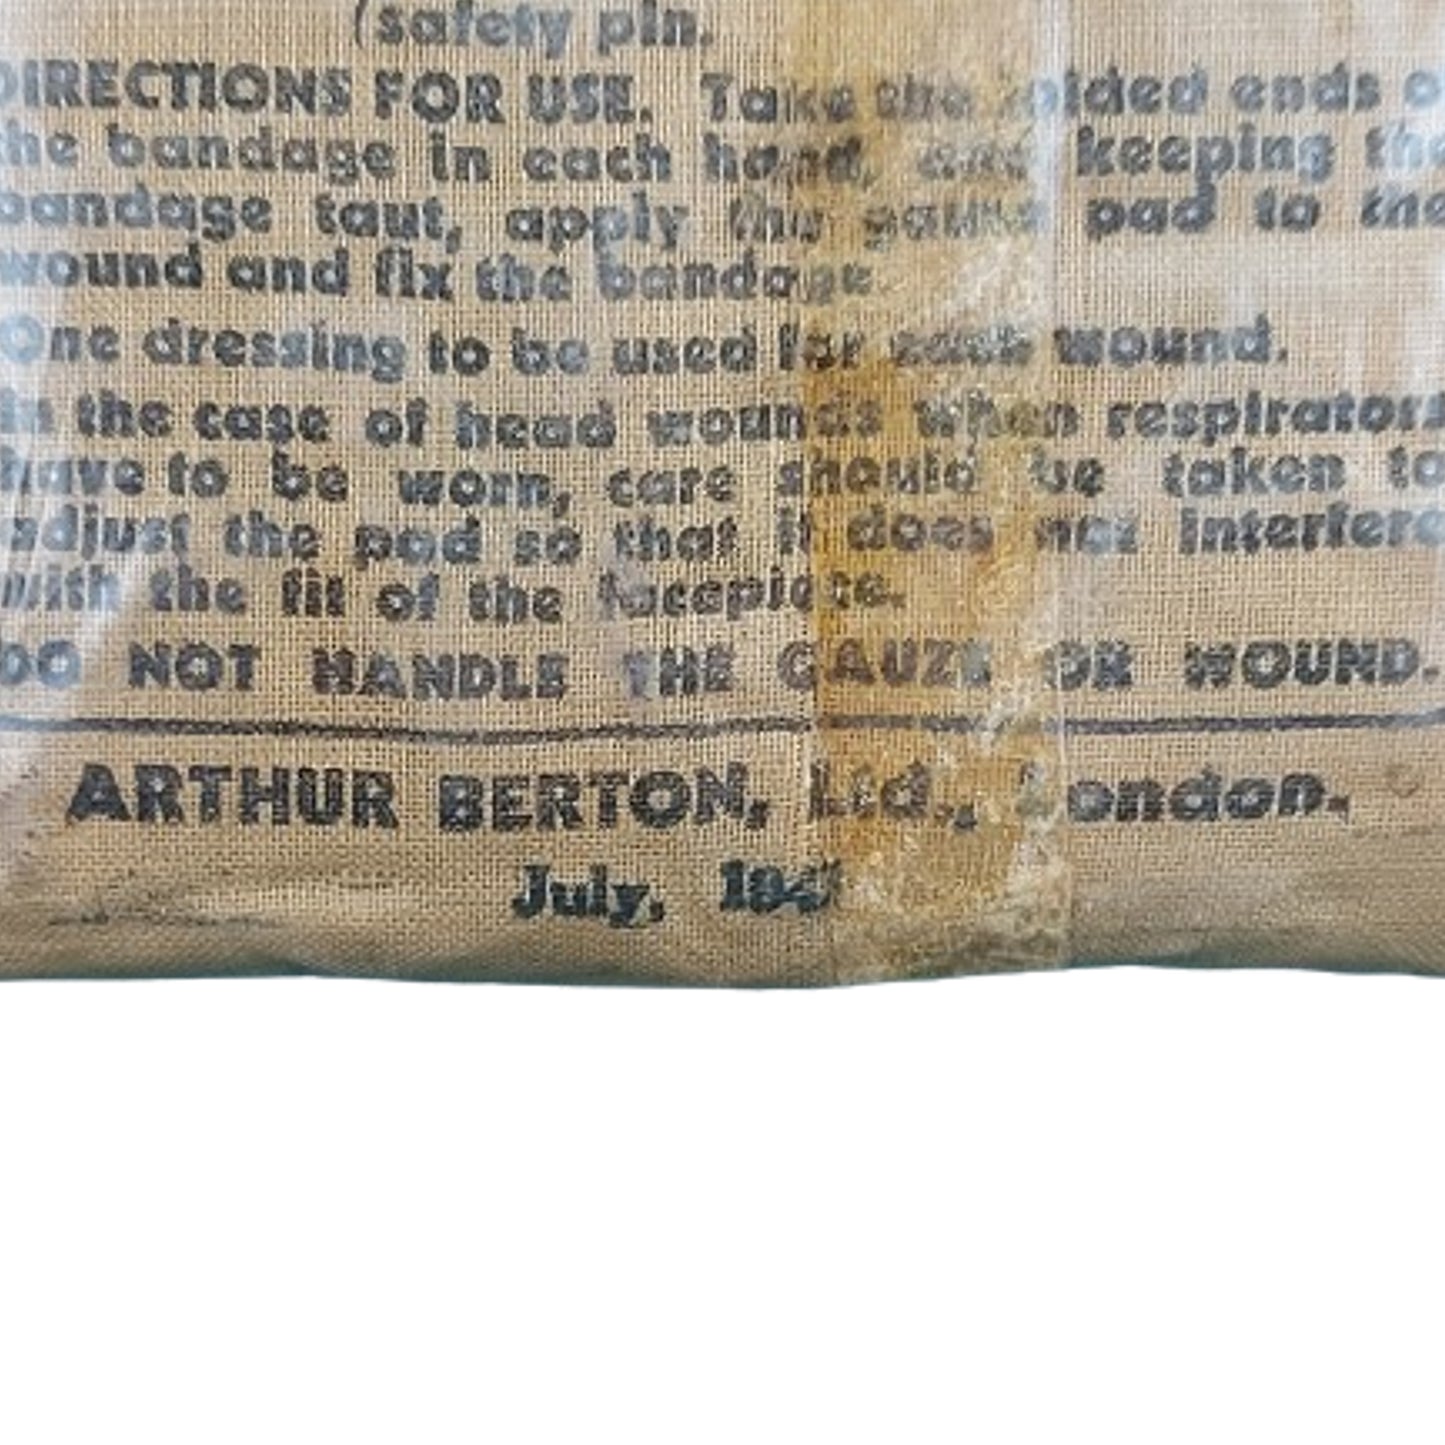 (safety pin.
DIRECTIONS FOR USE. Take the folded ends o
the bandage in each hand, and keeping the
bandage taut, apply the gauze pad to the
wound and fix the bandage.
One dressing to be used for each wound.
In the case of head wounds when respirators
have to be worn, care should be taken to
adjust the pad so that it does not interfere
with the fit of the facepiece.
DO NOT HANDLE THE GAUZE OR WOUND.
ARTHUR BERTON, Ltd., London.
July,